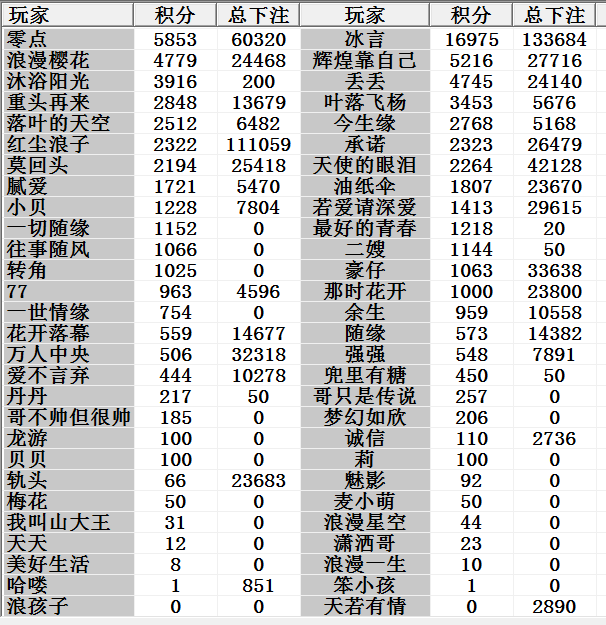 玩家 积分 总下注 玩家 积分 总下注
零点 5853 60320 冰言 16975 133684
浪漫樱花 4779 24468 辉煌靠自己 5216 27716
沐浴阳光 3916 200 丢丢 4745 24140
重头再来 2848 13679 叶落飞杨 3453 5676
落叶的天空 2512 6482 今生缘 2768 5168
红尘浪子 2322 111059 承诺 2323 26479
莫回头 2194 25418 天使的眼泪 2264 42128
腻爱 1721 5470 油纸伞 1807 23670
小贝 1228 7804 若爱请深爱 1413 29615
一切随缘 1152 0 最好的青春 1218 20
往事随风 1066 0 二嫂 1144 50
转角 1025 0 豪仔 1063 33638
77 963 4596 那时花开 1000 23800
一世情缘 754 0 余生 959 10558
花开落幕 559 14677 随缘 573 14382
万人中央 506 32318 强强 548 7891
爱不言弃 444 10278 兜里有糖 450 50
丹丹 217 50 哥只是传说 257 0
哥不帅但很帅 185 0 梦幻如欣 206 0
龙游 100 0 诚信 110 2736
贝贝 100 0 莉 100 0
轨头 66 23683 魅影 92 0
梅花 50 0 麦小萌 50 0
我叫山大王 31 0 浪漫星空 44 0
天天 12 0 潇洒哥 23 0
美好生活 8 0 浪漫一生 10 0
哈喽 1 851 笨小孩 1 0
浪孩子 0 0 天若有情 0 2890